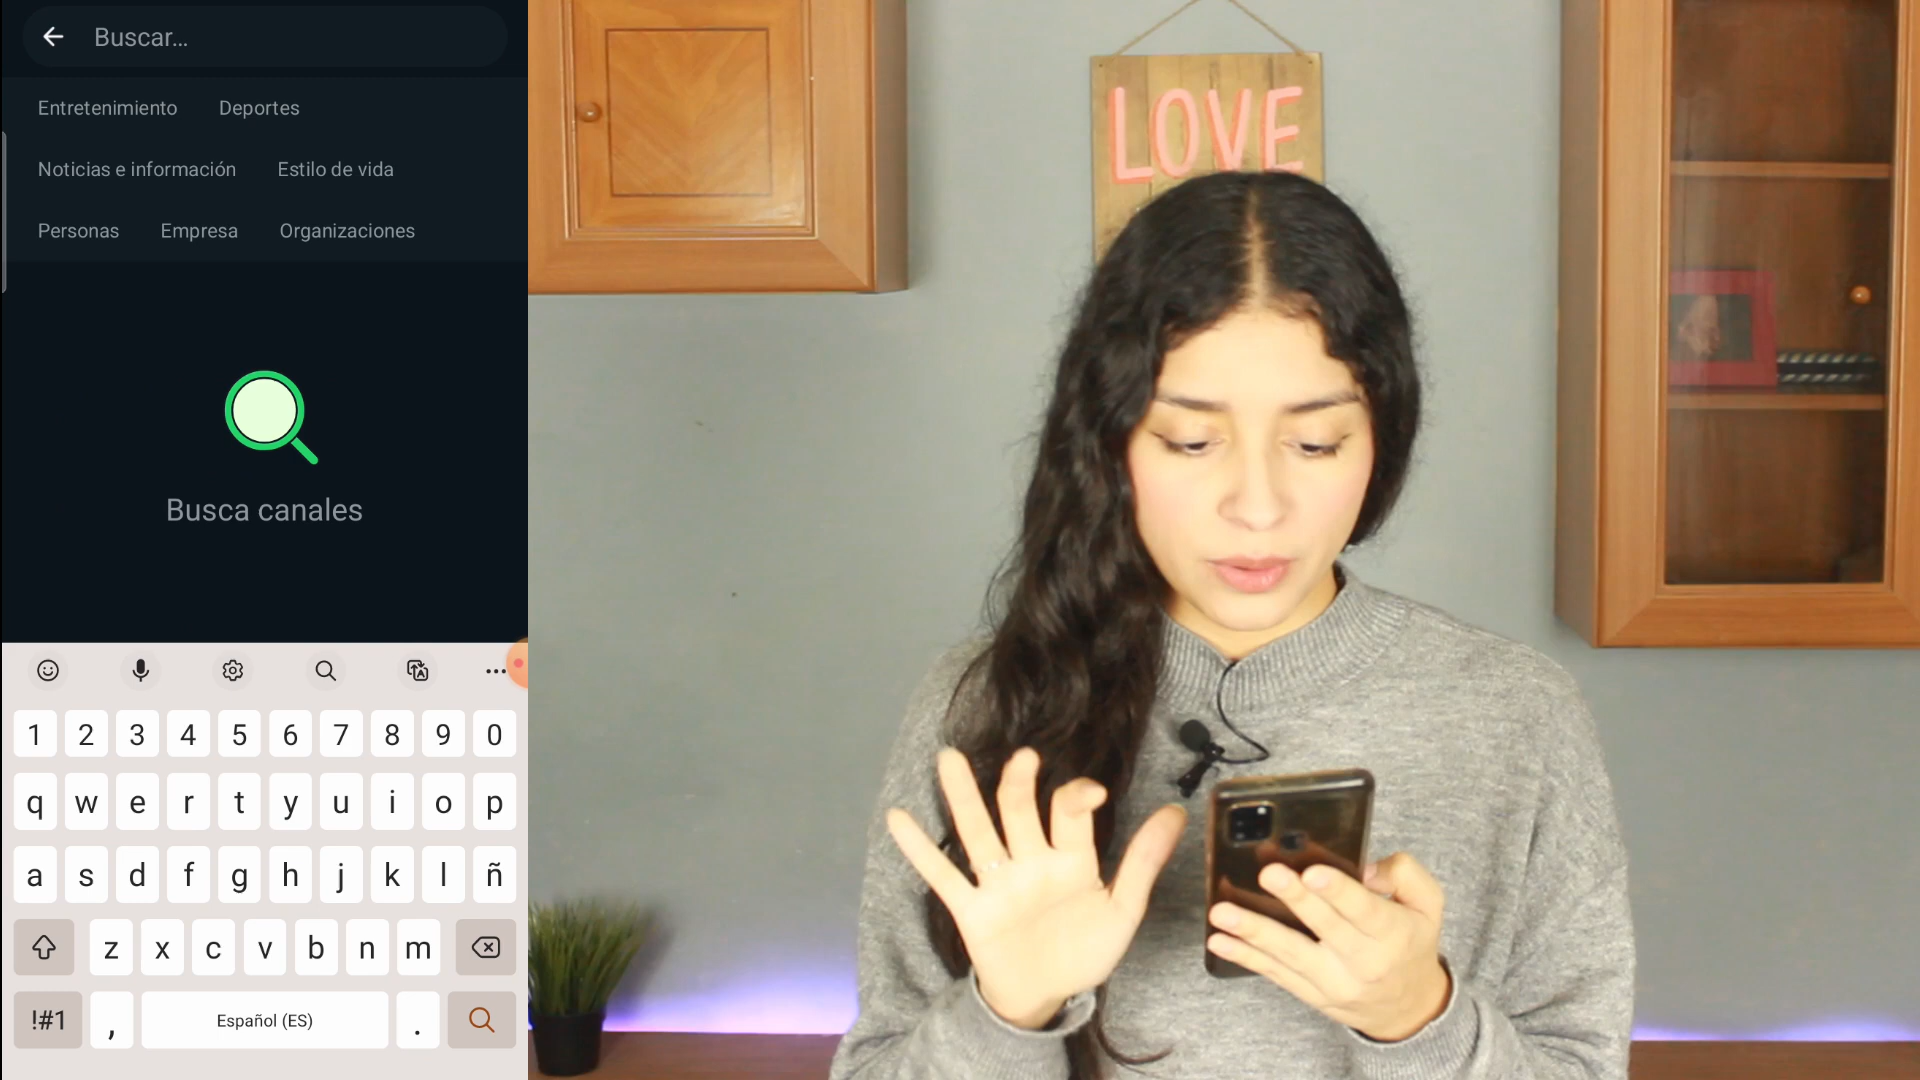 Buscar...
Entretenimiento Deportes
Noticias e información Estilo de vida
Personas Empresa Organizaciones
Busca canales
1 2 3 4 5 6 7 8 9 0
q w e r t y u i o p
a s d f g h j k l ñ
z x c v b n m
!#1 , Español (ES) .
LOVE